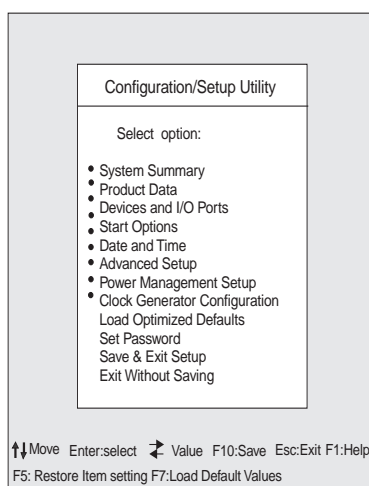 Configuration/Setup Utility
Select option:
• System Summary
• Product Data
• Devices and I/O Ports
• Start Options
• Date and Time
• Advanced Setup
• Power Management Setup
• Clock Generator Configuration
Load Optimized Defaults
Set Password
Save & Exit Setup
Exit Without Saving
Move Enter:select Value F10:Save Esc:Exit F1:Help
F5: Restore Item setting F7:Load Default Values